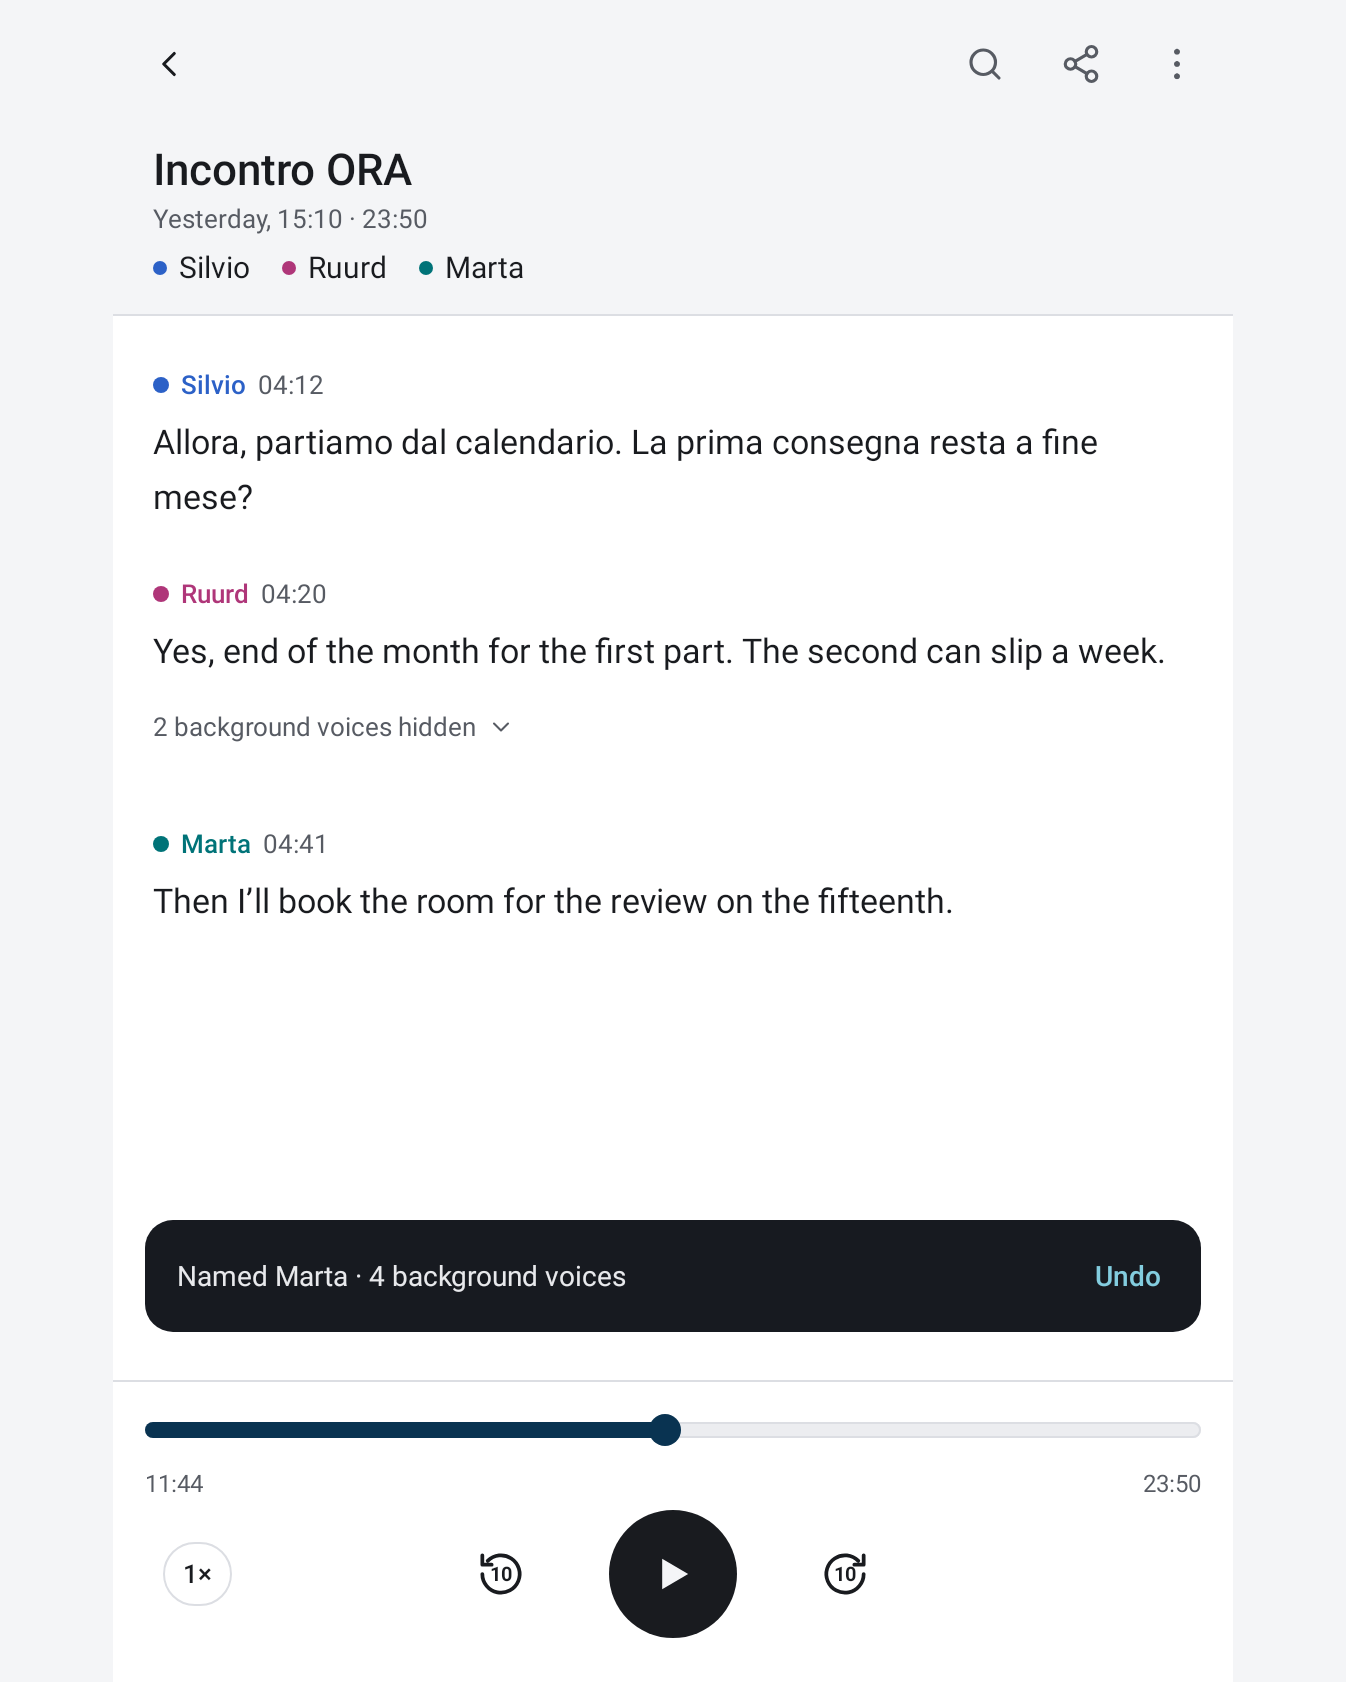 Incontro ORA
Yesterday, 15:10 · 23:50
Silvio Ruurd Marta
Silvio 04:12
Allora, partiamo dal calendario. La prima consegna resta a fine
mese?
Ruurd 04:20
Yes, end of the month for the first part. The second can slip a week.
2 background voices hidden
Marta 04:41
Then I’ll book the room for the review on the fifteenth.
Named Marta · 4 background voices Undo
11:44 23:50
1× 10 10